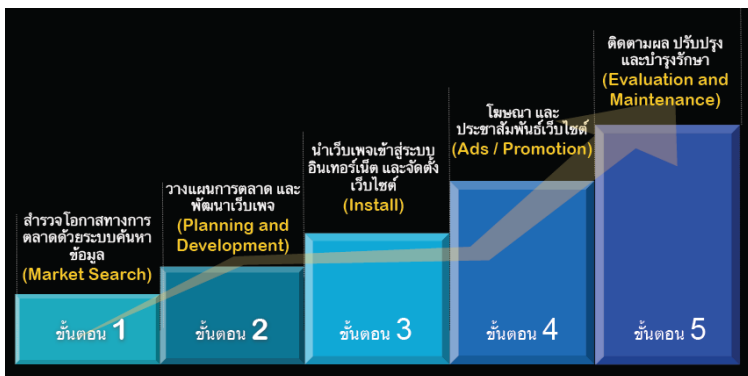 สำรวจโอกาสทางการ
ตลาดด้วยระบบค้นหา
ข้อมูล
(Market Search)
ขั้นตอน 1
วางแผนการตลาด และ
พัฒนาเว็บเพจ
(Planning and
Development)
ขั้นตอน 2
นำเว็บเพจเข้าสู่ระบบ
อินเทอร์เน็ต และจัดตั้ง
เว็บไซต์
(Install)
ขั้นตอน 3
โฆษณา และ
ประชาสัมพันธ์เว็บไซต์
(Ads / Promotion)
ขั้นตอน 4
ติดตามผล ปรับปรุง
และบำรุงรักษา
(Evaluation and
Maintenance)
ขั้นตอน 5